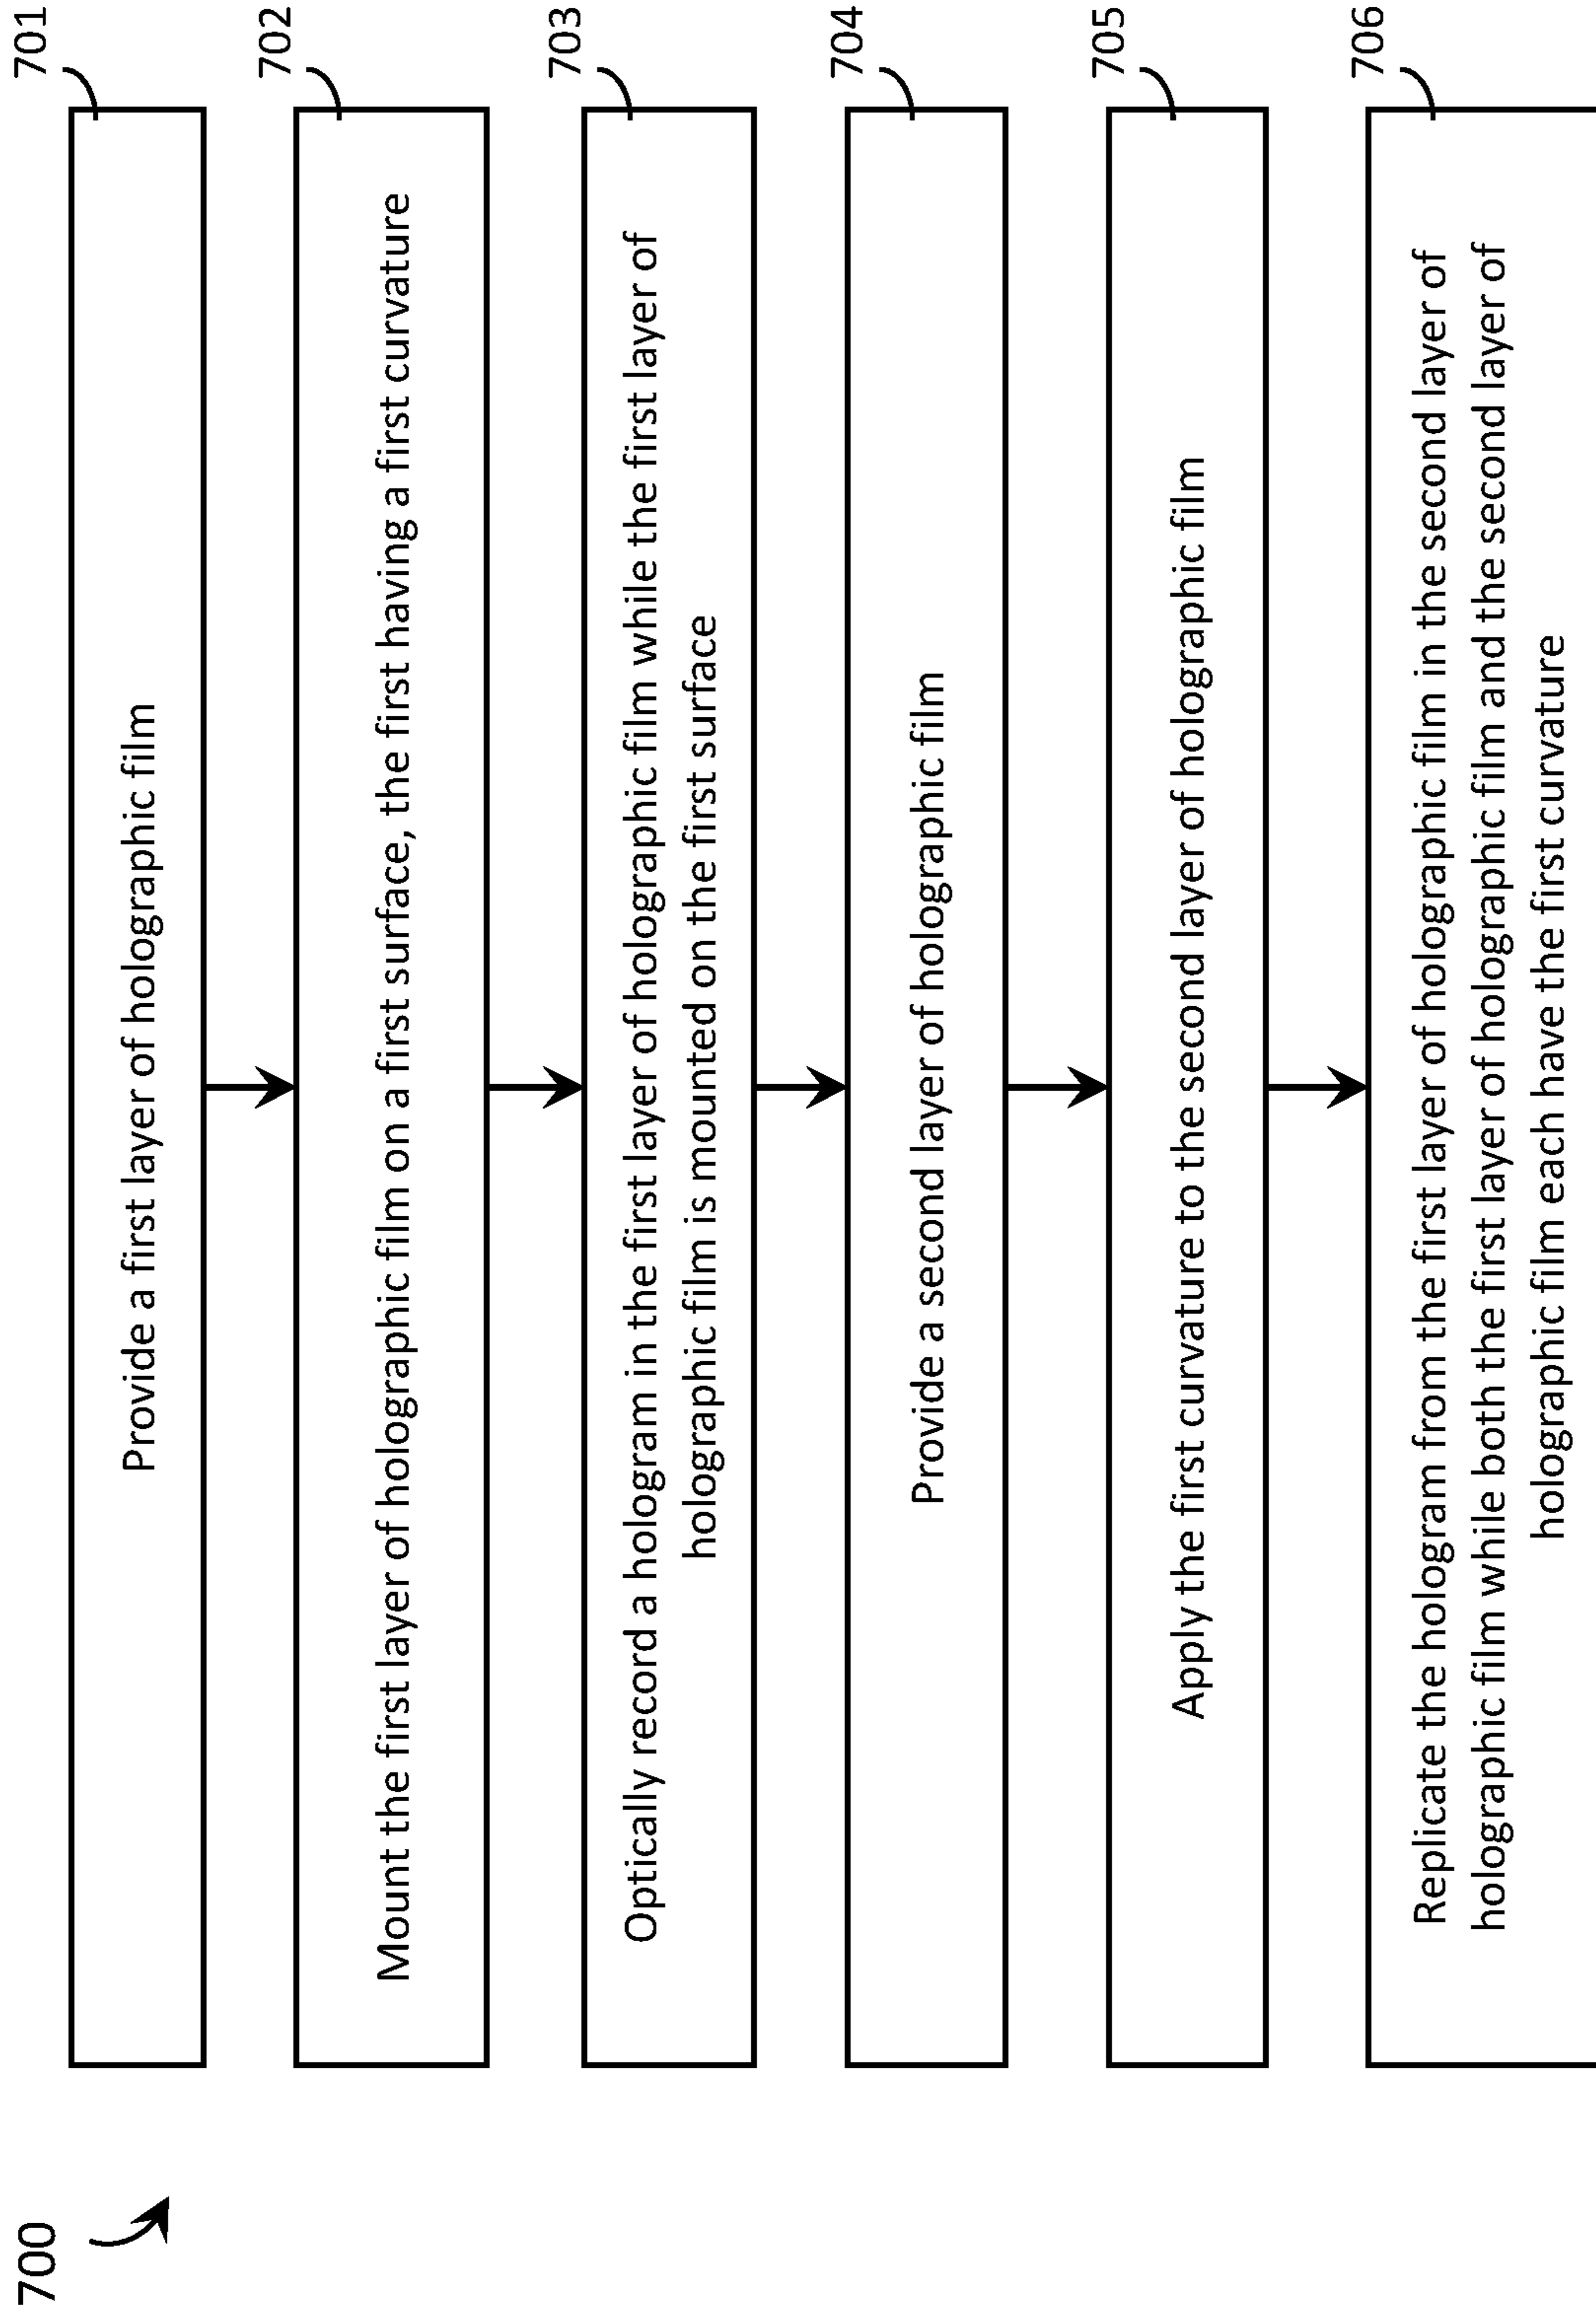 700
701
Provide a first layer of holographic film
702
Mount the first layer of holographic film on a first surface, the first having a first curvature
703
Optically record a hologram in the first layer of holographic film while the first layer of
holographic film is mounted on the first surface
704
Provide a second layer of holographic film
705
Apply the first curvature to the second layer of holographic film
706
Replicate the hologram from the first layer of holographic film in the second layer of
holographic film while both the first layer of holographic film and the second layer of
holographic film each have the first curvature